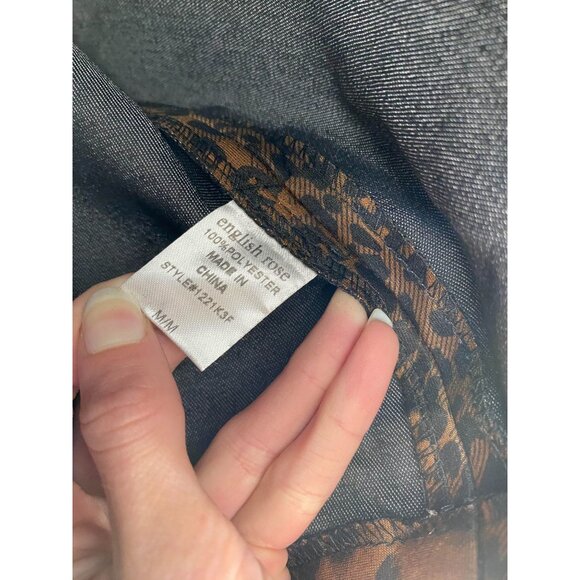 english rose
100%POLYESTER
MADE IN
CHINA
STYLE#1221K3F
M/M